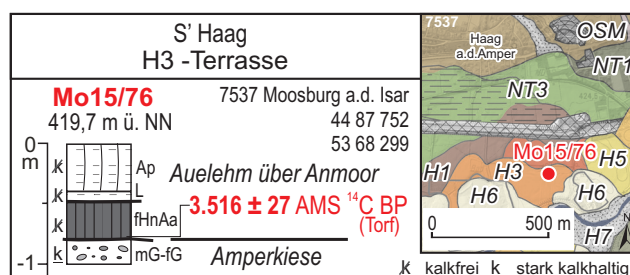 S' Haag
H3 -Terrasse
Mo15/76
419,7 m ü. NN
7537 Moosburg a.d. Isar
44 87 752
53 68 299
0
m
-1
k
k
k
k
Ap
L
fHnAa
mG-fG
Auelehm über Anmoor
3.516 ± 27 AMS 14C BP
(Torf)
Amperkiese
7537
Haag
a.d.Amper
OSM
NT1
NT3
Mo15/76
H1
H3
H5
H6
H6
H7
N
0 500 m
k kalkfrei k stark kalkhaltig